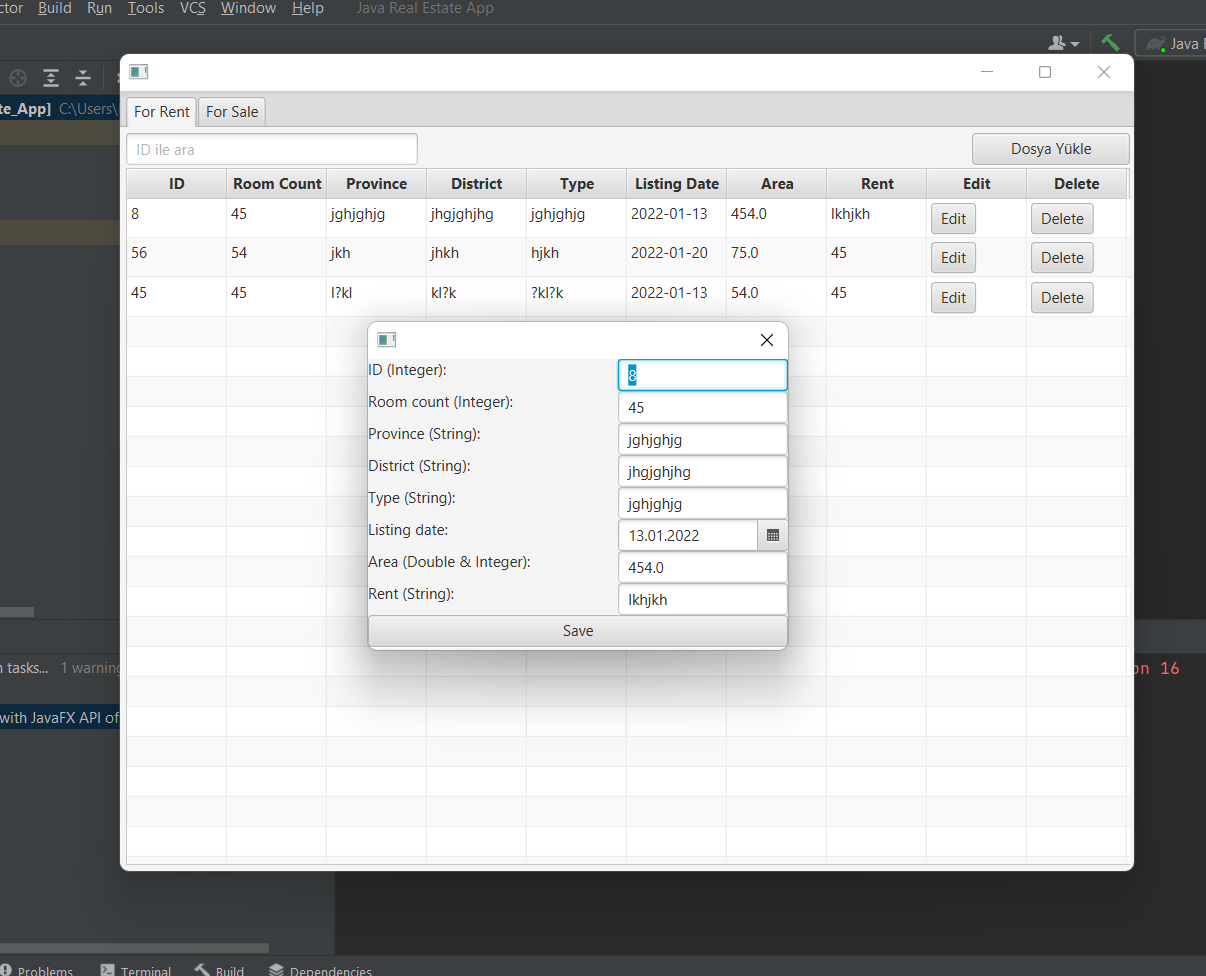 ctor Build Run Tools VCS Window Help Java Real Estate App
Java
te_App] C:\Users\
For Rent For Sale
ID ile ara Dosya Yükle
ID Room Count Province District Type Listing Date Area Rent Edit Delete
8 45 jghjghjg jhgjghjhg jghjghjg 2022-01-13 454.0 lkhjkh Edit Delete
56 54 jkh jhkh hjkh 2022-01-20 75.0 45 Edit Delete
45 45 l?kl kl?k ?kl?k 2022-01-13 54.0 45 Edit Delete
ID (Integer): 8
Room count (Integer): 45
Province (String): jghjghjg
District (String): jhgjghjhg
Type (String): jghjghjg
Listing date: 13.01.2022
Area (Double & Integer): 454.0
Rent (String): lkhjkh
Save
n tasks... 1 warning
on 16
with JavaFX API of
Problems Terminal Build Dependencies